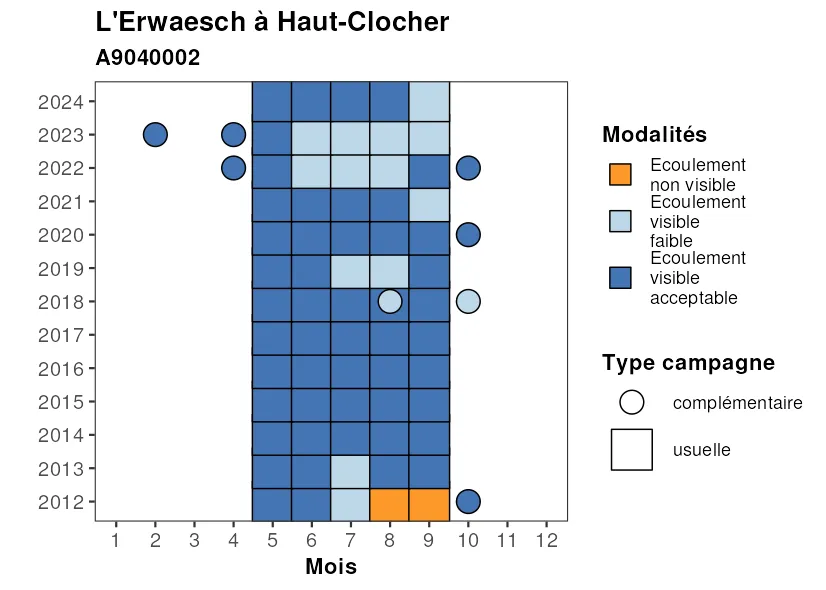 L'Erwaesch à Haut-Clocher
A9040002
2024
2023
2022
2021
2020
2019
2018
2017
2016
2015
2014
2013
2012
1 2 3 4 5 6 7 8 9 10 11 12
Mois
Modalités
Ecoulement
non visible
Ecoulement
visible
faible
Ecoulement
visible
acceptable
Type campagne
complémentaire
usuelle